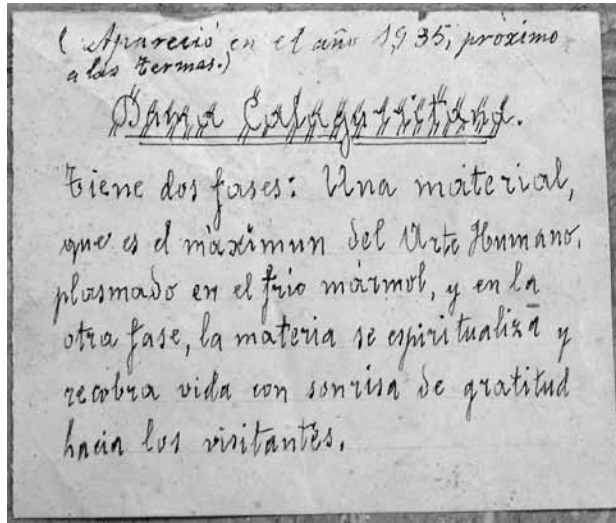 ( Apareció en el año 1,935, próximo
a las termas.)
Dama Calagurritana.
tiene dos fases: Una material,
que es el máximun del Arte Humano,
plasmado en el frío mármol, y en la
otra fase, la materia se espiritualiza y
recobra vida con sonrisa de gratitud
hacia los visitantes.